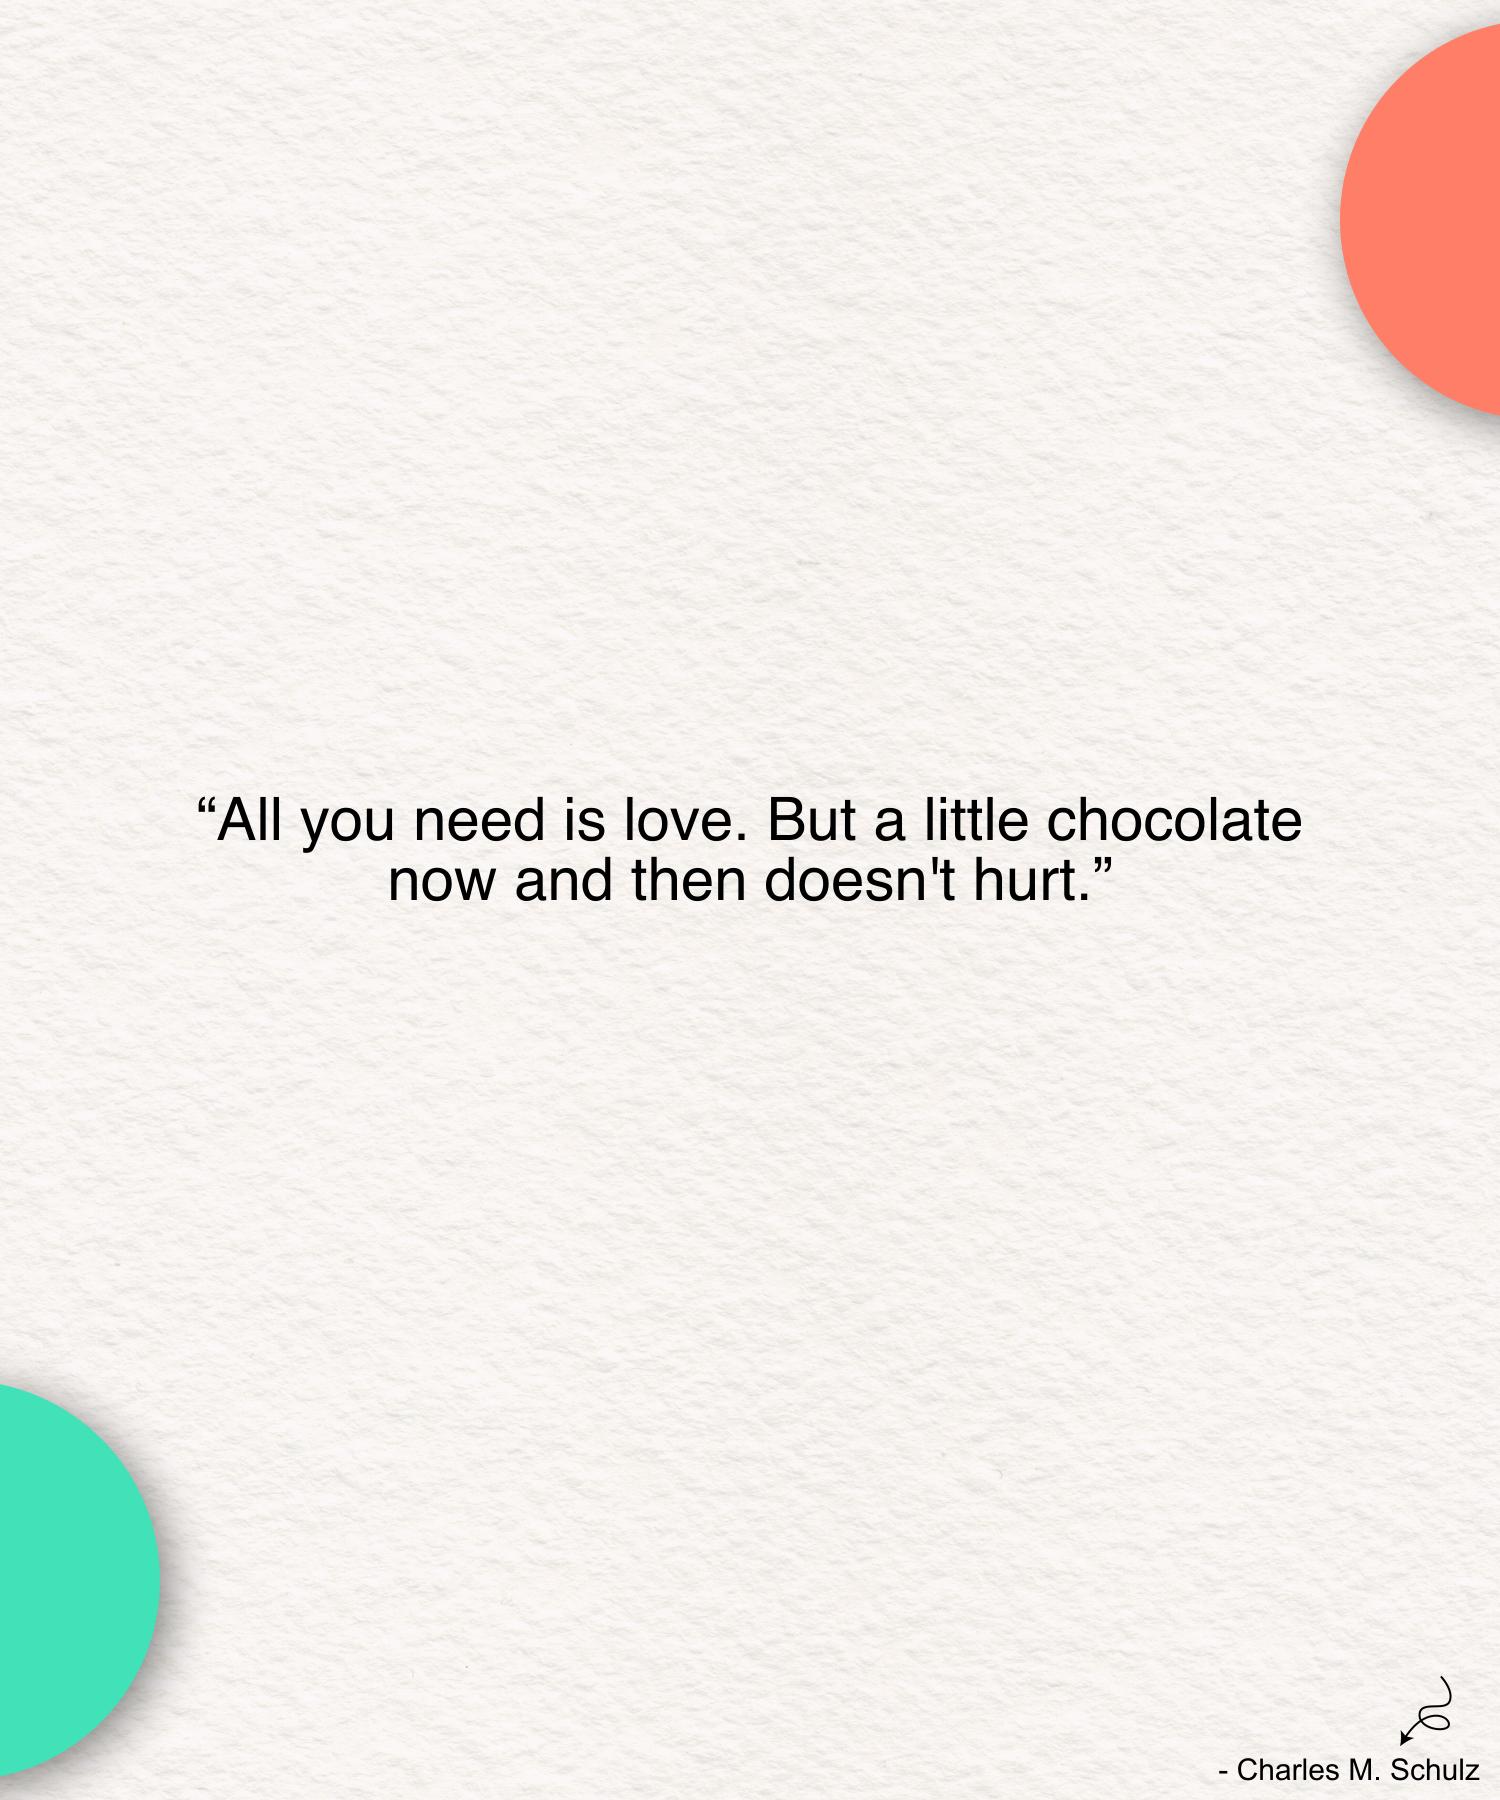 “All you need is love. But a little chocolate
now and then doesn't hurt.”
- Charles M. Schulz